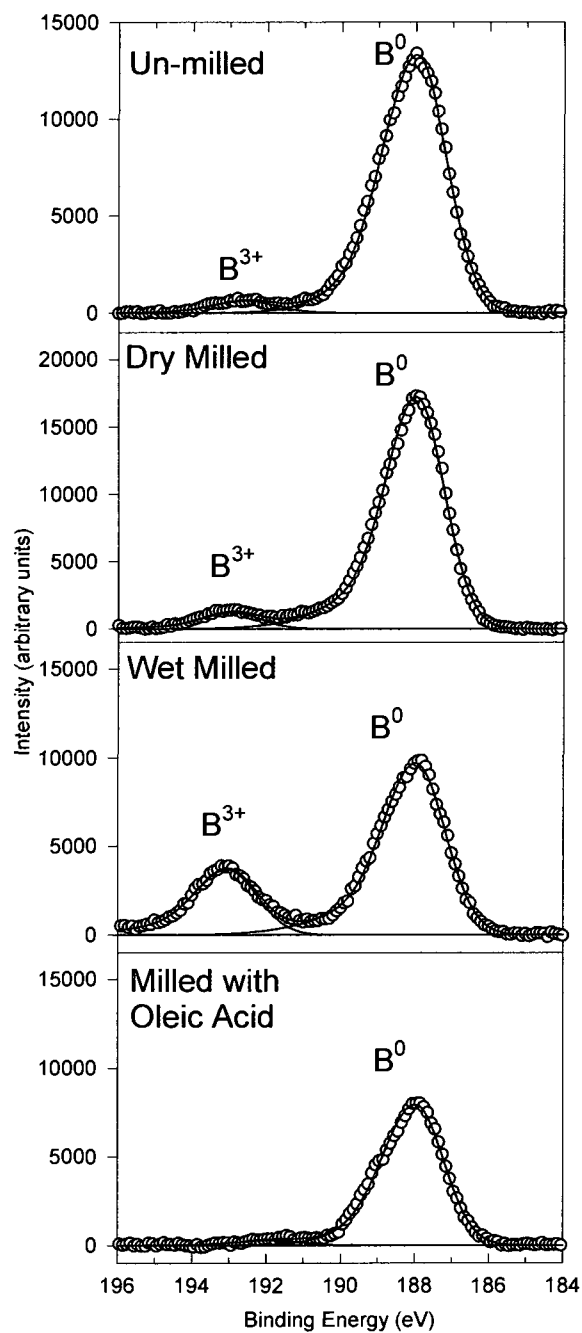 15000
Un-milled
B⁰
10000
5000
B³⁺
0
Dry Milled
B⁰
20000
15000
10000
B³⁺
5000
0
Intensity (arbitrary units)
Wet Milled
15000
B⁰
10000
B³⁺
5000
0
Milled with
Oleic Acid
15000
B⁰
10000
5000
0
196 194 192 190 188 186 184
Binding Energy (eV)